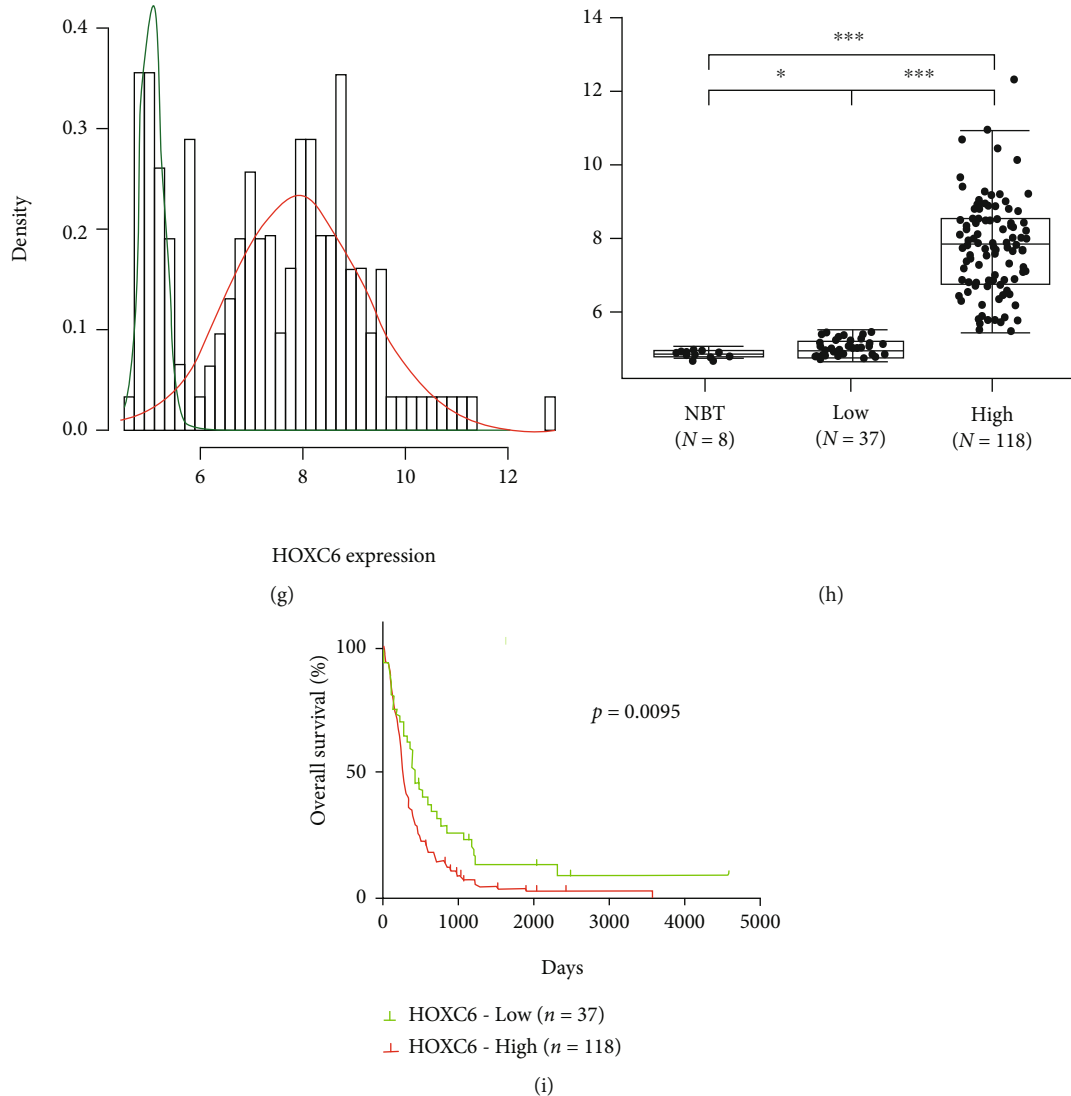 0.4
0.3
0.2
0.1
0.0
Density
6 8 10 12
HOXC6 expression
(g)
14
12
10
8
6
***
* ***
NBT Low High
(N = 8) (N = 37) (N = 118)
(h)
100
50
0
Overall survival (%)
p = 0.0095
0 1000 2000 3000 4000 5000
Days
HOXC6 - Low (n = 37)
HOXC6 - High (n = 118)
(i)